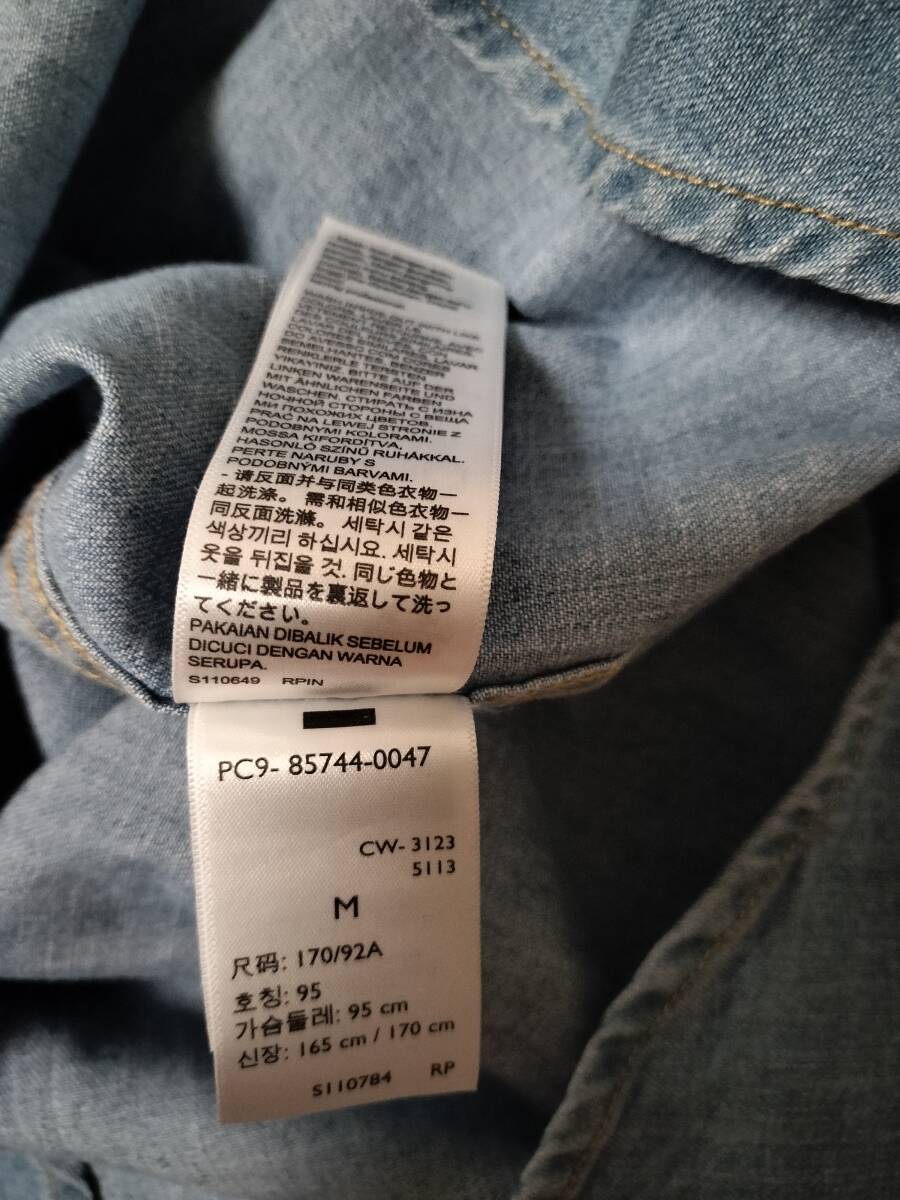 LINKEN WARENSEITE UND
MIT ÄHNLICHEN FARBEN
WASCHEN. СТИРАТЬ С ИЗНА
НОЧНОЙ СТОРОНЫ С ВЕЩА
МИ ПОХОЖИХ ЦВЕТОВ.
PRAĆ NA LEWEJ STRONIE Z
PODOBNYMI KOLORAMI.
MOSSA KIFORDÍTVA,
HASONLÓ SZÍNŰ RUHÁKKAL.
PERTE NARUBY S
PODOBNÝMI BARVAMI.
- 请反面并与同类色衣物一
起洗涤。 需和相似色衣物一
同反面洗滌。 세탁시 같은
색상끼리 하십시요. 세탁시
옷을 뒤집을 것. 同じ色物と
一緒に製品を裏返して洗っ
てください。
PAKAIAN DIBALIK SEBELUM
DICUCI DENGAN WARNA
SERUPA.
S110649 RPIN
PC9- 85744-0047
CW- 3123
5113
M
尺码: 170/92A
호칭: 95
가슴둘레: 95 cm
신장: 165 cm / 170 cm
S110784 RP